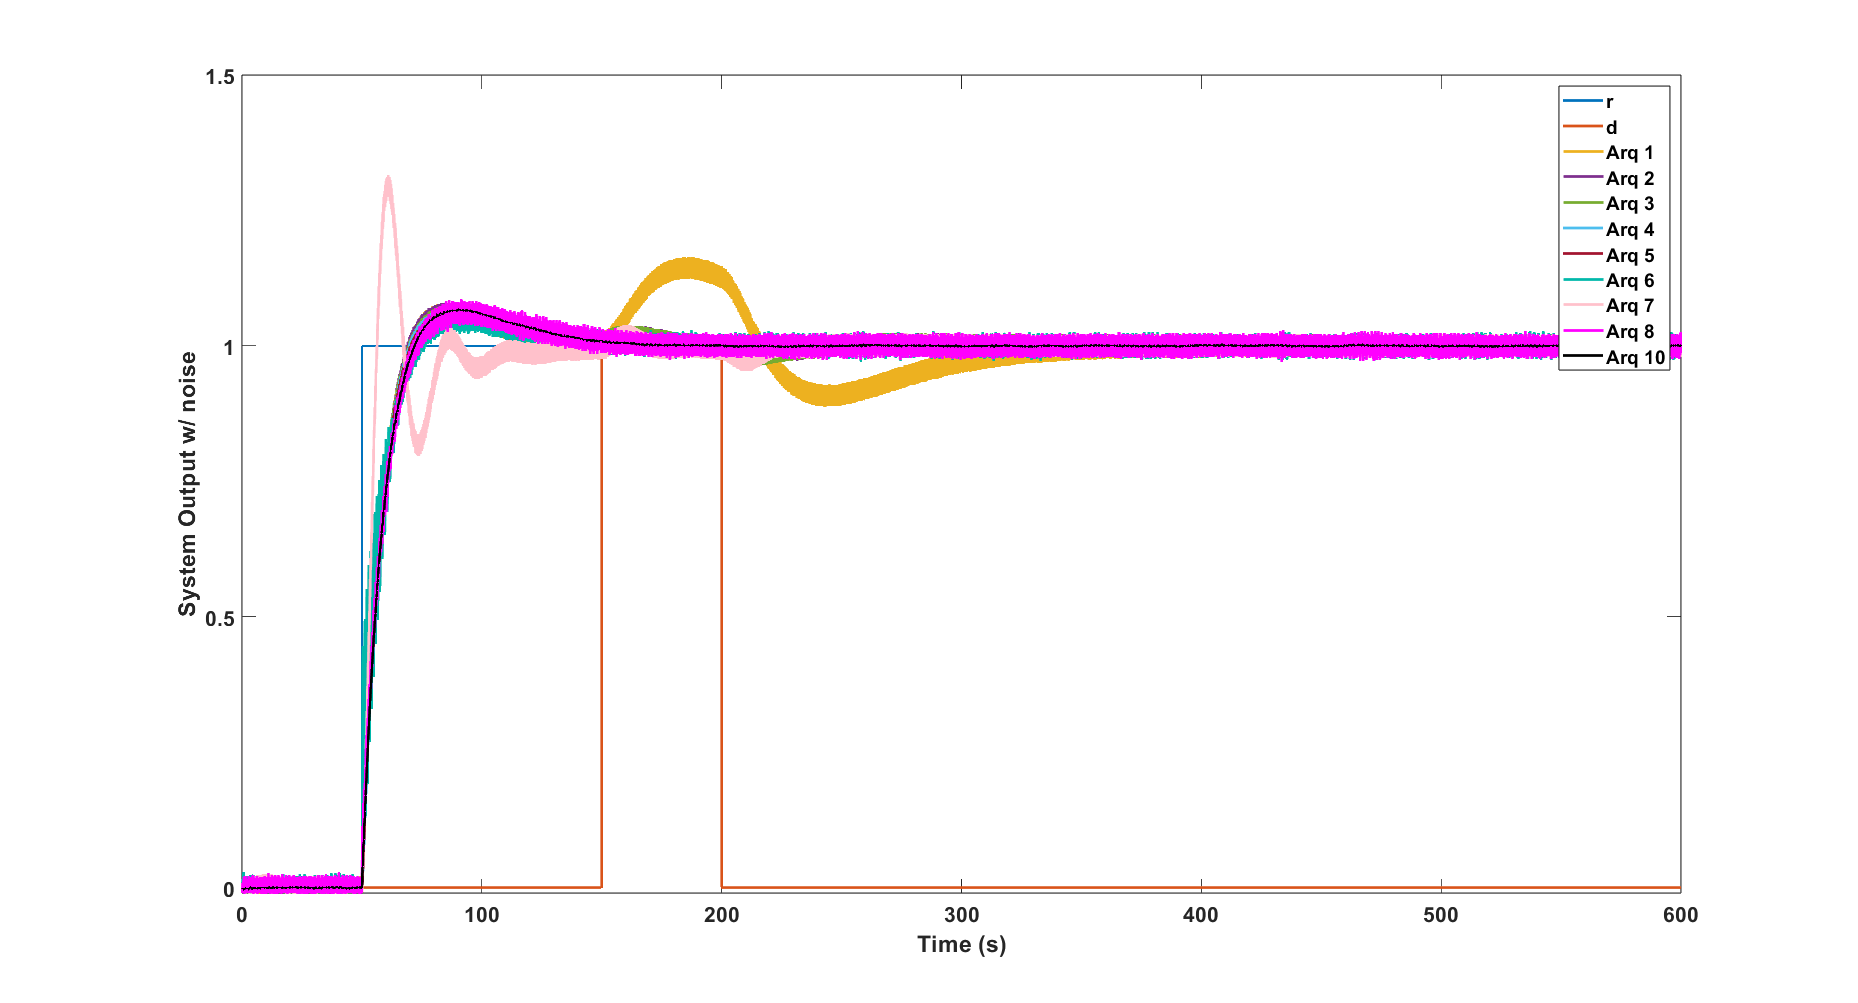 1.5
1
0.5
0
System Output w/ noise
r
d
Arq 1
Arq 2
Arq 3
Arq 4
Arq 5
Arq 6
Arq 7
Arq 8
Arq 10
0 100 200 300 400 500 600
Time (s)